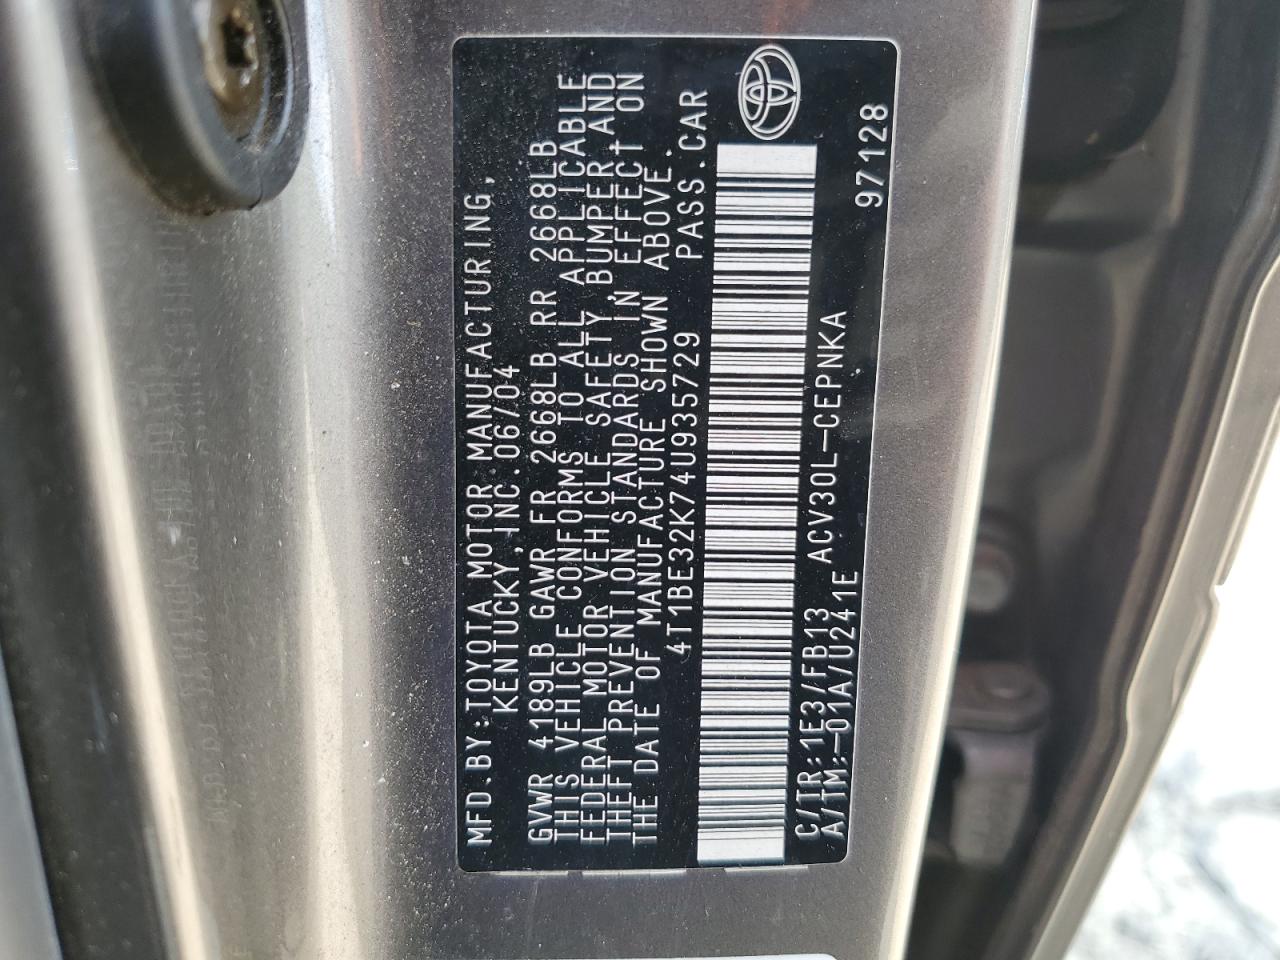 MFD.BY:TOYOTA MOTOR MANUFACTURING,
KENTUCKY,INC.06/04
GVWR 4189LB GAWR FR 2668LB RR 2668LB
THIS VEHICLE CONFORMS TO ALL APPLICABLE
FEDERAL MOTOR VEHICLE SAFETY,BUMPER,AND
THEFT PREVENTION STANDARDS IN EFFECT ON
THE DATE OF MANUFACTURE SHOWN ABOVE.
4T1BE32K74U935729 PASS.CAR
C/TR:1E3/FB13 ACV30L-CEPNKA
A/TM:-01A/U241E
97128